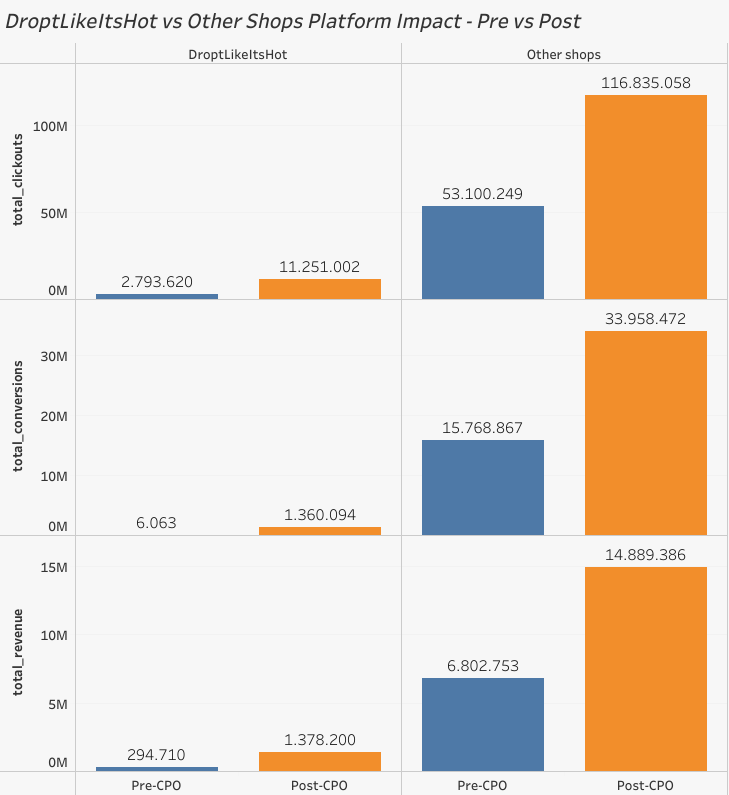 DroptLikeItsHot vs Other Shops Platform Impact - Pre vs Post
DroptLikeItsHot
Other shops
total_clickouts
100M
50M
0M
2.793.620
11.251.002
53.100.249
116.835.058
total_conversions
30M
20M
10M
0M
6.063
1.360.094
15.768.867
33.958.472
total_revenue
15M
10M
5M
0M
294.710
1.378.200
6.802.753
14.889.386
Pre-CPO
Post-CPO
Pre-CPO
Post-CPO